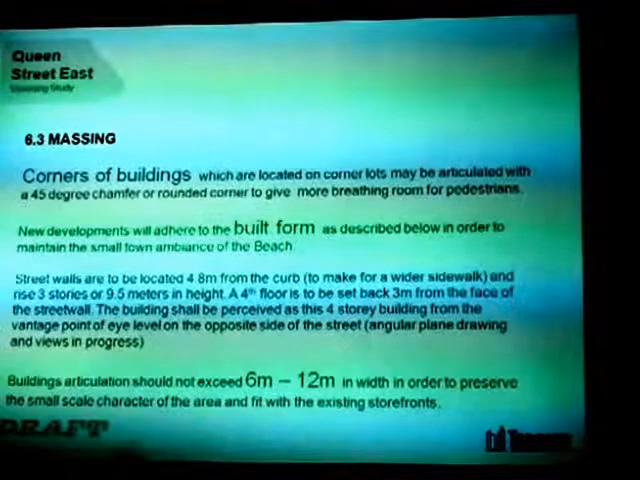 Queen
Street East
Visioning Study
6.3 MASSING
Corners of buildings which are located on corner lots may be articulated with
a 45 degree chamfer or rounded corner to give more breathing room for pedestrians.
New developments will adhere to the built form as described below in order to
maintain the small town ambiance of the Beach.
Street walls are to be located 4.8m from the curb (to make for a wider sidewalk) and
rise 3 stories or 9.5 meters in height. A 4th floor is to be set back 3m from the face of
the streetwall. The building shall be perceived as this 4 storey building from the
vantage point of eye level on the opposite side of the street (angular plane drawing
and views in progress)
Buildings articulation should not exceed 6m – 12m in width in order to preserve
the small scale character of the area and fit with the existing storefronts.
DRAFT